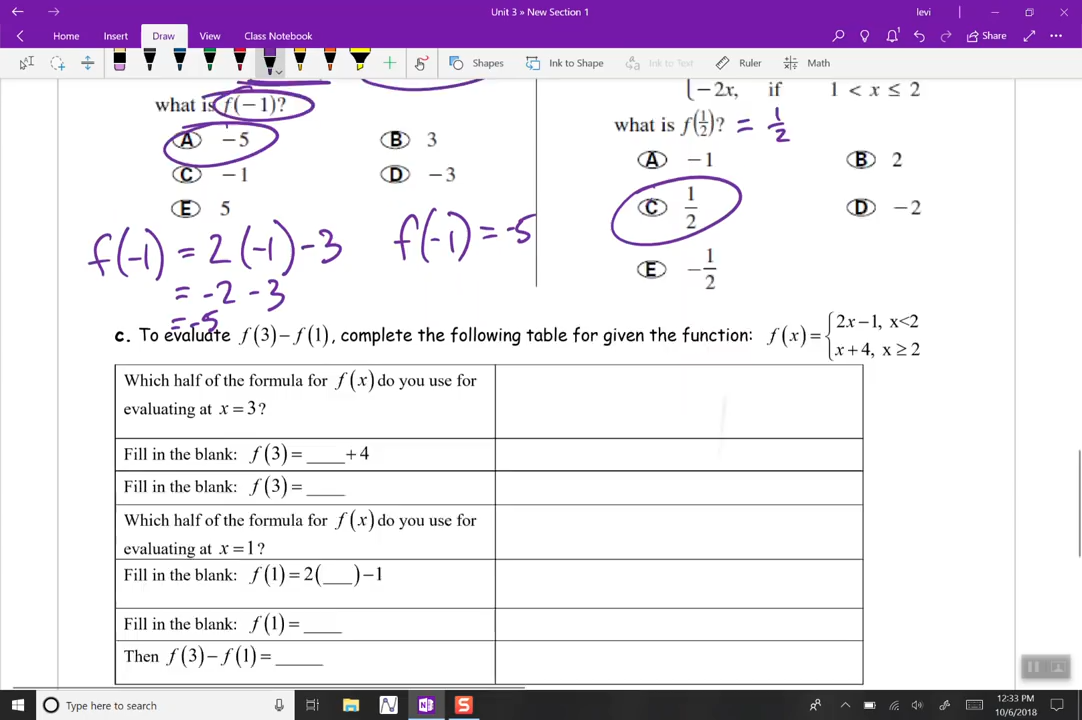 Unit 3 » New Section 1
levi
Home Insert Draw View Class Notebook
Share
Shapes Ink to Shape Ink to Text Ruler Math
what is f(−1)?
A −5 B 3
C −1 D −3
E 5
f(-1) = 2(-1)-3
= -2 -3
= -5
f(-1) = -5
−2x, if 1 < x ≤ 2
what is f(1/2)? = 1/2
A −1 B 2
C 1/2 D −2
E −1/2
c. To evaluate f(3)−f(1), complete the following table for given the function: f(x)= {2x−1, x<2
x+4, x ≥ 2
Which half of the formula for f(x) do you use for
evaluating at x=3?
Fill in the blank: f(3)=____+4
Fill in the blank: f(3)=____
Which half of the formula for f(x) do you use for
evaluating at x=1?
Fill in the blank: f(1)=2(___)−1
Fill in the blank: f(1)=____
Then f(3)−f(1)=_____
Type here to search
N
S
12:33 PM
10/6/2018